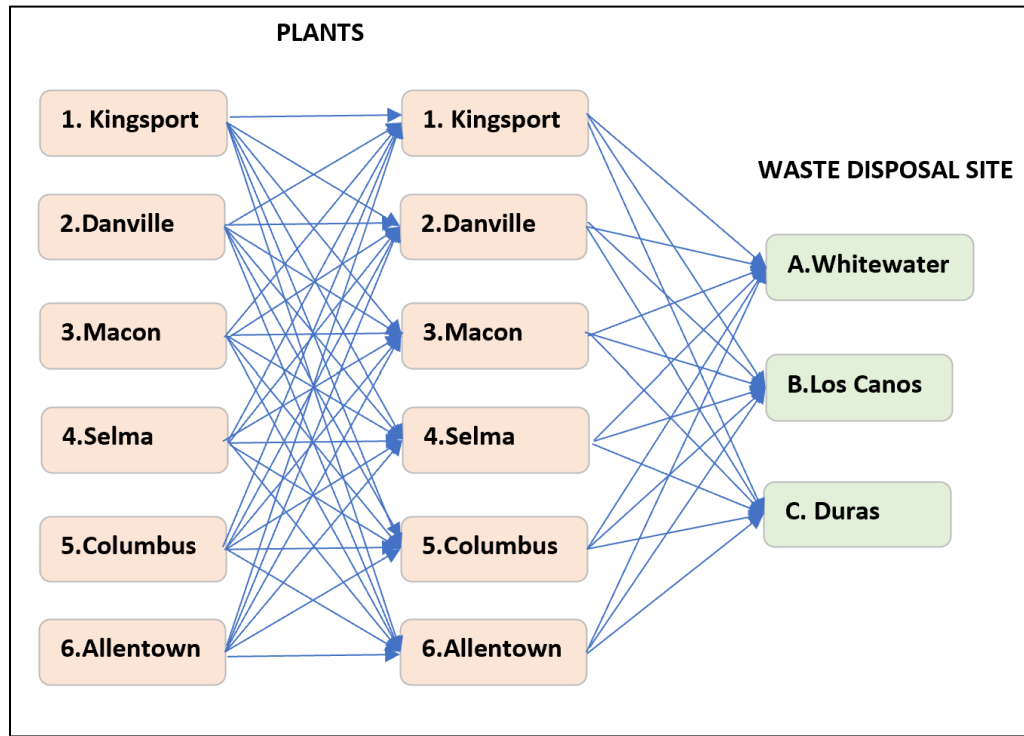 PLANTS
1. Kingsport
2.Danville
3.Macon
4.Selma
5.Columbus
6.Allentown
1. Kingsport
2.Danville
3.Macon
4.Selma
5.Columbus
6.Allentown
WASTE DISPOSAL SITE
A.Whitewater
B.Los Canos
C. Duras